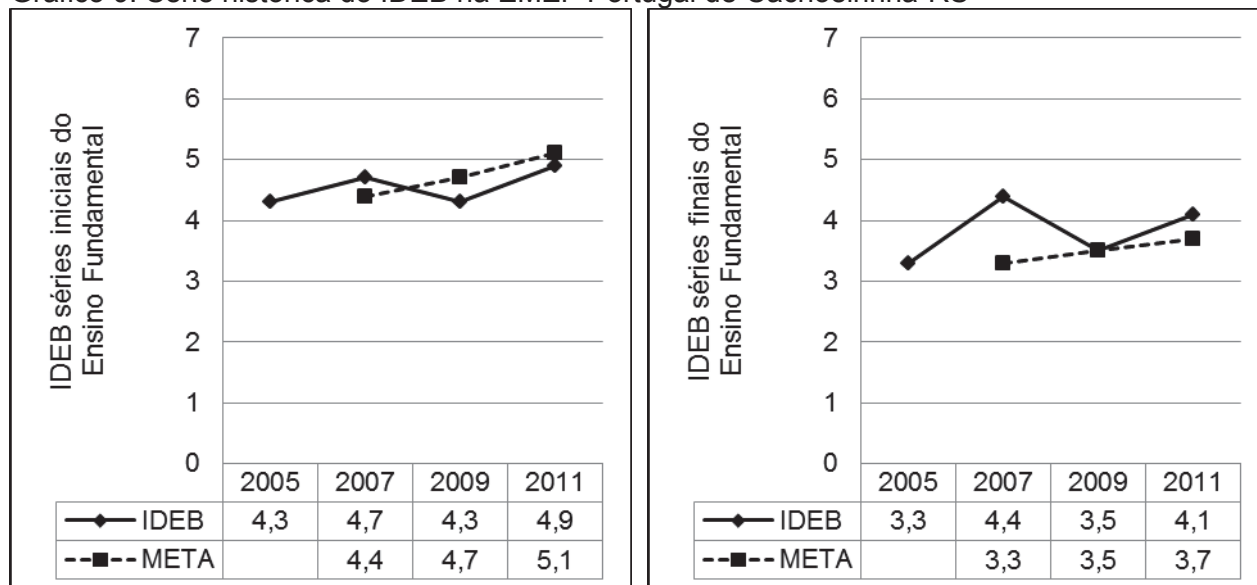 7
6
5
4
3
2
1
0
IDEB séries iniciais do
Ensino Fundamental
2005 2007 2009 2011
IDEB 4,3 4,7 4,3 4,9
META 4,4 4,7 5,1
7
6
5
4
3
2
1
0
IDEB séries finais do
Ensino Fundamental
2005 2007 2009 2011
IDEB 3,3 4,4 3,5 4,1
META 3,3 3,5 3,7